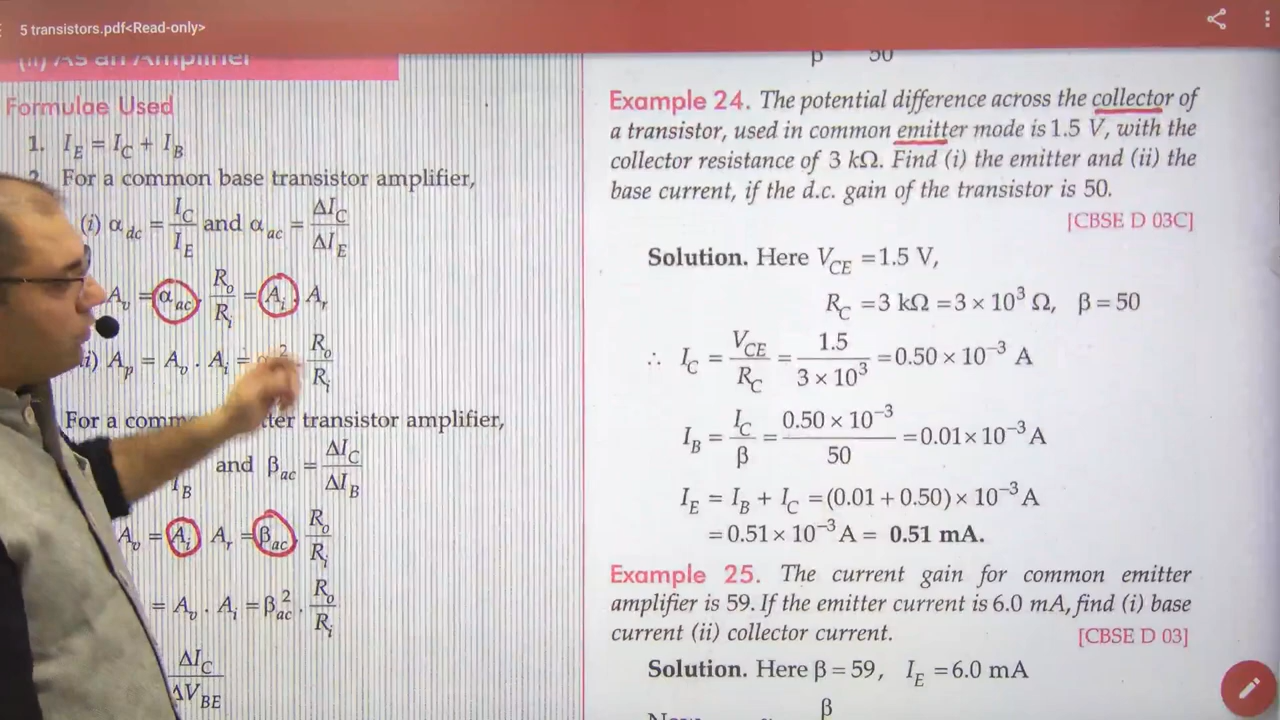 5 transistors.pdf<Read-only>
(ii) As an Amplifier
Formulae Used
1. I_E = I_C + I_B
2. For a common base transistor amplifier,
(i) α_dc = I_C / I_E and α_ac = ΔI_C / ΔI_E
A_v = α_ac · R_o / R_i = A_i · A_r
i) A_p = A_v . A_i = 2 R_o / R_i
For a comm tter transistor amplifier,
I_B and β_ac = ΔI_C / ΔI_B
A_v = A_i A_r = β_ac · R_o / R_i
= A_v . A_i = β_ac^2 · R_o / R_i
ΔI_C
ΔV_BE
β 50
Example 24. The potential difference across the collector of
a transistor, used in common emitter mode is 1.5 V, with the
collector resistance of 3 kΩ. Find (i) the emitter and (ii) the
base current, if the d.c. gain of the transistor is 50.
[CBSE D 03C]
Solution. Here V_CE = 1.5 V,
R_C = 3 kΩ = 3 × 10^3 Ω, β = 50
∴ I_C = V_CE / R_C = 1.5 / 3 × 10^3 = 0.50 × 10^−3 A
I_B = I_C / β = 0.50 × 10^−3 / 50 = 0.01 × 10^−3 A
I_E = I_B + I_C = (0.01 + 0.50) × 10^−3 A
= 0.51 × 10^−3 A = 0.51 mA.
Example 25. The current gain for common emitter
amplifier is 59. If the emitter current is 6.0 mA, find (i) base
current (ii) collector current.
[CBSE D 03]
Solution. Here β = 59, I_E = 6.0 mA
β